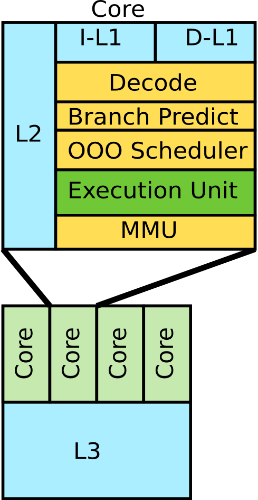 Core
I-L1 D-L1
L2
Decode
Branch Predict
OOO Scheduler
Execution Unit
MMU
Core Core Core Core
L3